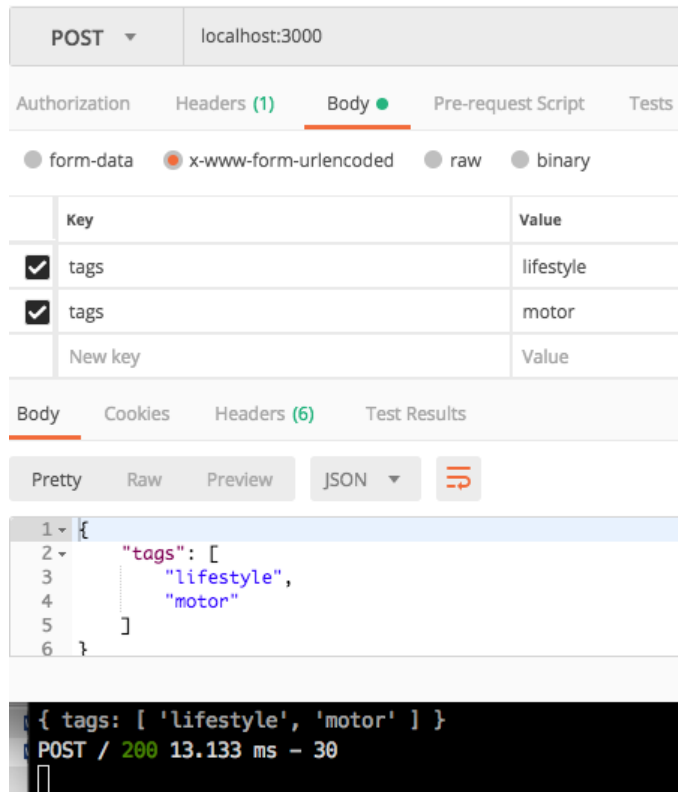 POST localhost:3000
Authorization Headers (1) Body Pre-request Script Tests
form-data x-www-form-urlencoded raw binary
Key Value
tags lifestyle
tags motor
New key Value
Body Cookies Headers (6) Test Results
Pretty Raw Preview JSON
1 {
2 "tags": [
3 "lifestyle",
4 "motor"
5 ]
6 }
{ tags: [ 'lifestyle', 'motor' ] }
POST / 200 13.133 ms – 30